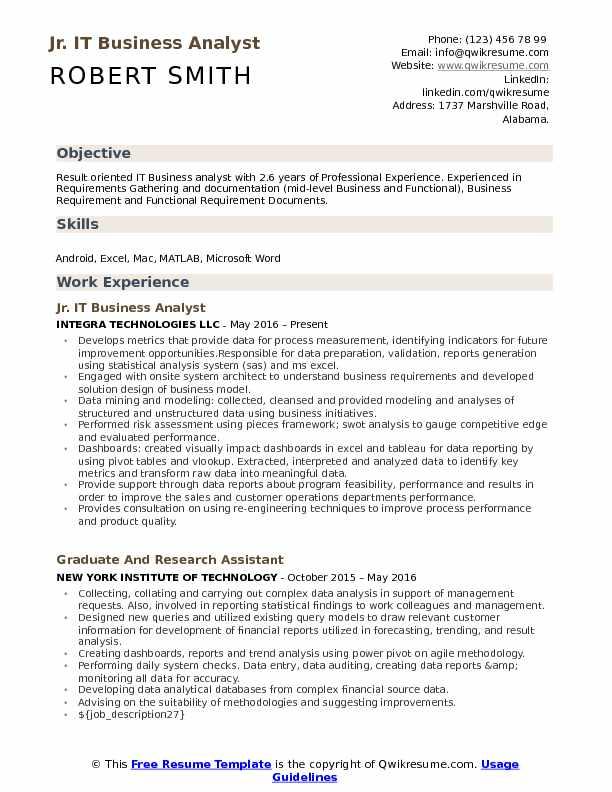 Jr. IT Business Analyst
ROBERT SMITH
Phone: (123) 456 78 99
Email: info@qwikresume.com
Website: www.qwikresume.com
LinkedIn:
linkedin.com/qwikresume
Address: 1737 Marshville Road,
Alabama.
Objective
Result oriented IT Business analyst with 2.6 years of Professional Experience. Experienced in
Requirements Gathering and documentation (mid-level Business and Functional), Business
Requirement and Functional Requirement Documents.
Skills
Android, Excel, Mac, MATLAB, Microsoft Word
Work Experience
Jr. IT Business Analyst
INTEGRA TECHNOLOGIES LLC - May 2016 – Present
• Develops metrics that provide data for process measurement, identifying indicators for future
improvement opportunities.Responsible for data preparation, validation, reports generation
using statistical analysis system (sas) and ms excel.
• Engaged with onsite system architect to understand business requirements and developed
solution design of business model.
• Data mining and modeling: collected, cleansed and provided modeling and analyses of
structured and unstructured data using business initiatives.
• Performed risk assessment using pieces framework; swot analysis to gauge competitive edge
and evaluated performance.
• Dashboards: created visually impact dashboards in excel and tableau for data reporting by
using pivot tables and vlookup. Extracted, interpreted and analyzed data to identify key
metrics and transform raw data into meaningful data.
• Provide support through data reports about program feasibility, performance and results in
order to improve the sales and customer operations departments performance.
• Provides consultation on using re-engineering techniques to improve process performance
and product quality.
Graduate And Research Assistant
NEW YORK INSTITUTE OF TECHNOLOGY - October 2015 – May 2016
• Collecting, collating and carrying out complex data analysis in support of management
requests. Also, involved in reporting statistical findings to work colleagues and management.
• Designed new queries and utilized existing query models to draw relevant customer
information for development of financial reports utilized in forecasting, trending, and result
analysis.
• Creating dashboards, reports and trend analysis using power pivot on agile methodology.
• Performing daily system checks. Data entry, data auditing, creating data reports &amp;
monitoring all data for accuracy.
• Developing data analytical databases from complex financial source data.
• Advising on the suitability of methodologies and suggesting improvements.
• ${job_description27}
© This Free Resume Template is the copyright of Qwikresume.com. Usage
Guidelines